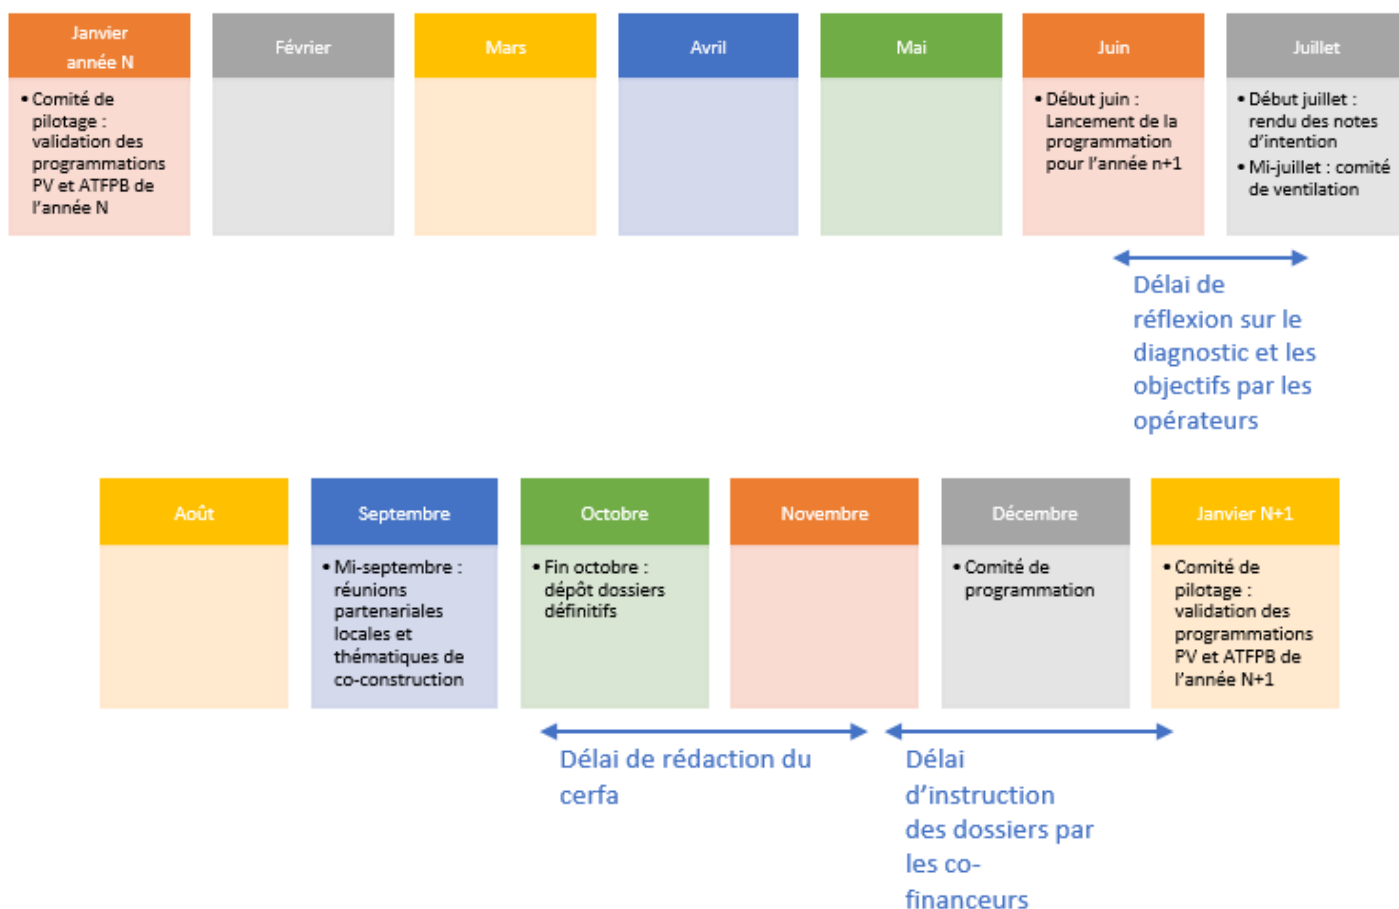 Janvier
année N
Février
Mars
Avril
Mai
Juin
Juillet
• Comité de
pilotage :
validation des
programmations
PV et ATFPB de
l'année N
• Début juin :
Lancement de la
programmation
pour l'année n+1
• Début juillet :
rendu des notes
d'intention
• Mi-juillet : comité
de ventilation
Délai de
réflexion sur le
diagnostic et les
objectifs par les
opérateurs
Août
Septembre
Octobre
Novembre
Décembre
Janvier N+1
• Mi-septembre :
réunions
partenariales
locales et
thématiques de
co-construction
• Fin octobre :
dépôt dossiers
définitifs
• Comité de
programmation
• Comité de
pilotage :
validation des
programmations
PV et ATFPB de
l'année N+1
Délai de rédaction du
cerfa
Délai
d'instruction
des dossiers par
les co-
financeurs